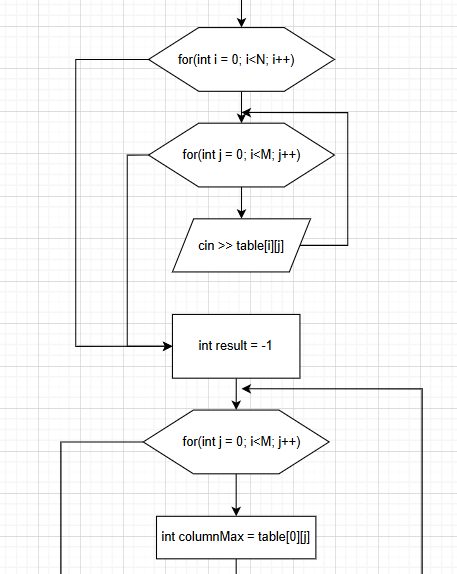 for(int i = 0; i<N; i++)
for(int j = 0; i<M; j++)
cin >> table[i][j]
int result = -1
for(int j = 0; i<M; j++)
int columnMax = table[0][j]